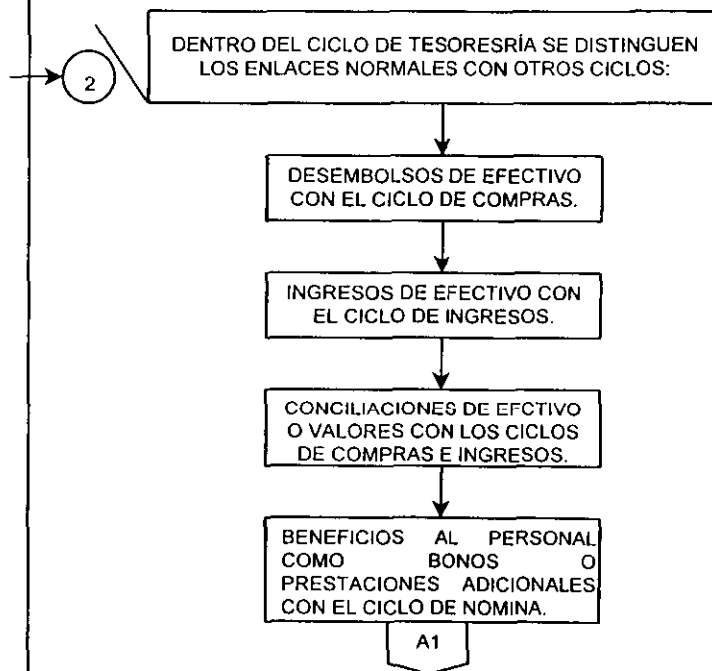 DENTRO DEL CICLO DE TESORESRÍA SE DISTINGUEN
LOS ENLACES NORMALES CON OTROS CICLOS:
2
DESEMBOLSOS DE EFECTIVO
CON EL CICLO DE COMPRAS.
INGRESOS DE EFECTIVO CON
EL CICLO DE INGRESOS.
CONCILIACIONES DE EFCTIVO
O VALORES CON LOS CICLOS
DE COMPRAS E INGRESOS.
BENEFICIOS AL PERSONAL
COMO BONOS O
PRESTACIONES ADICIONALES
CON EL CICLO DE NOMINA.
A1